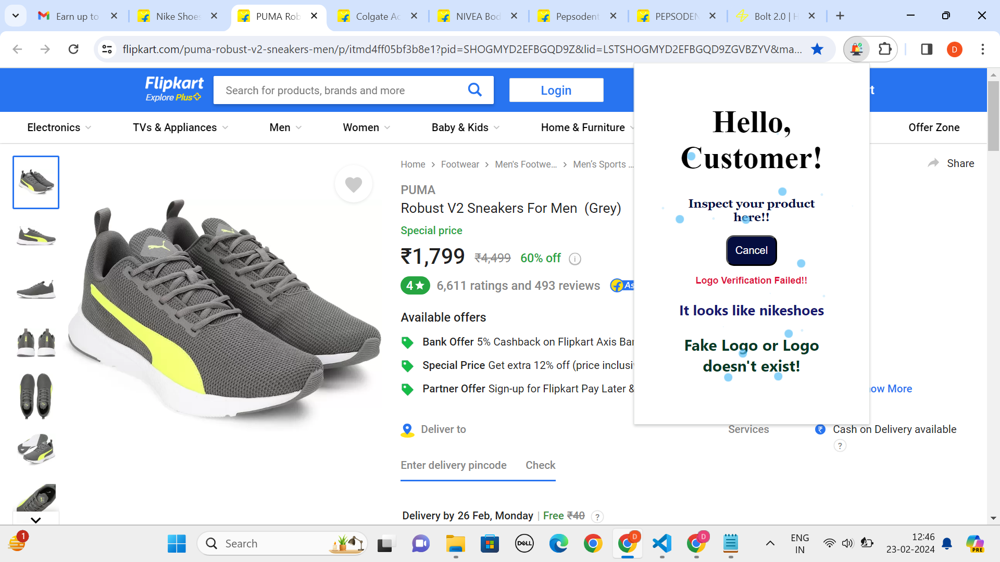 Earn up to
Nike Shoes
PUMA Rob
Colgate Ac
NIVEA Bod
Pepsodent
PEPSODEN
Bolt 2.0 | H
flipkart.com/puma-robust-v2-sneakers-men/p/itmd4ff05bf3b8e1?pid=SHOGMYD2EFBGQD9Z&lid=LSTSHOGMYD2EFBGQD9ZGVBZYV&ma...
D
Flipkart
Explore Plus
Search for products, brands and more
Login
t
Electronics
TVs & Appliances
Men
Women
Baby & Kids
Home & Furniture
Offer Zone
Home
Footwear
Men's Footwe...
Men's Sports ...
Share
PUMA
Robust V2 Sneakers For Men (Grey)
Special price
₹1,799 ₹4,499 60% off i
4★ 6,611 ratings and 493 reviews As
Available offers
Bank Offer 5% Cashback on Flipkart Axis Ban
Special Price Get extra 12% off (price inclusi
Partner Offer Sign-up for Flipkart Pay Later &
ow More
Deliver to
Enter delivery pincode
Check
Services
₹ Cash on Delivery available
?
Delivery by 26 Feb, Monday | Free ₹40 ?
Hello,
Customer!
Inspect your product
here!!
Cancel
Logo Verification Failed!!
It looks like nikeshoes
Fake Logo or Logo
doesn't exist!
1
Search
DELL
D
D
ENG
IN
12:46
23-02-2024
PRE